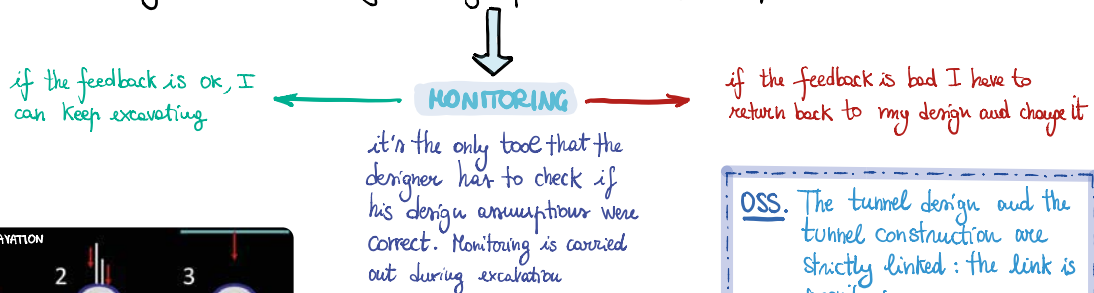 if the feedback is ok, I
can keep excavating
MONITORING
if the feedback is bad I have to
return back to my design and change it
it's the only tool that the
designer has to check if
his design assumptions were
correct. Monitoring is carried
out during excavation
OSS. The tunnel design and the
tunnel construction are
strictly linked: the link is
2 3